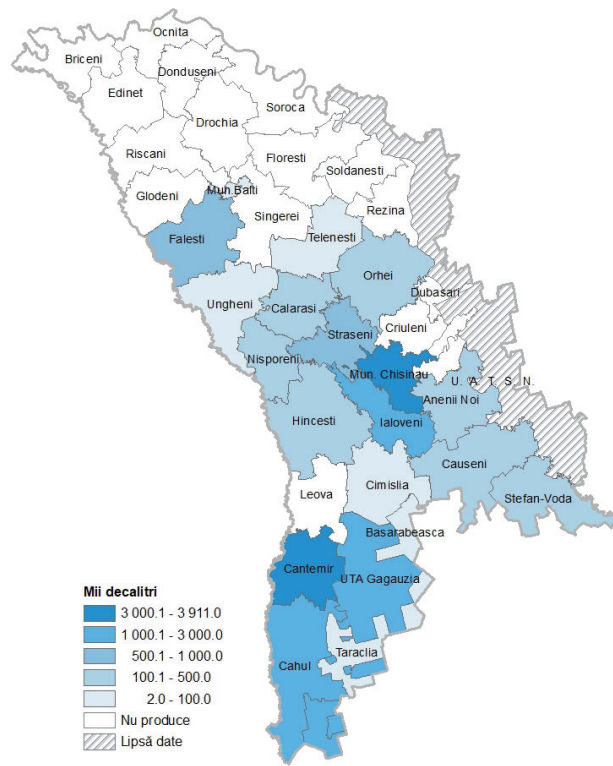 Ocnita
Briceni
Donduseni
Edinet
Soroca
Drochia
Riscani
Floresti
Soldanesti
Glodeni
Mun.Balti
Singerei
Rezina
Falesti
Telenesti
Orhei
Ungheni
Calarasi
Dubasari
Criuleni
Straseni
Nisporeni
Mun. Chisinau
U. A. T. S. N.
Anenii Noi
Hincesti
Ialoveni
Causeni
Cimislia
Leova
Stefan-Voda
Basarabeasca
Cantemir
UTA Gagauzia
Taraclia
Cahul
Mii decalitri
3 000.1 - 3 911.0
1 000.1 - 3 000.0
500.1 - 1 000.0
100.1 - 500.0
2.0 - 100.0
Nu produce
Lipsă date